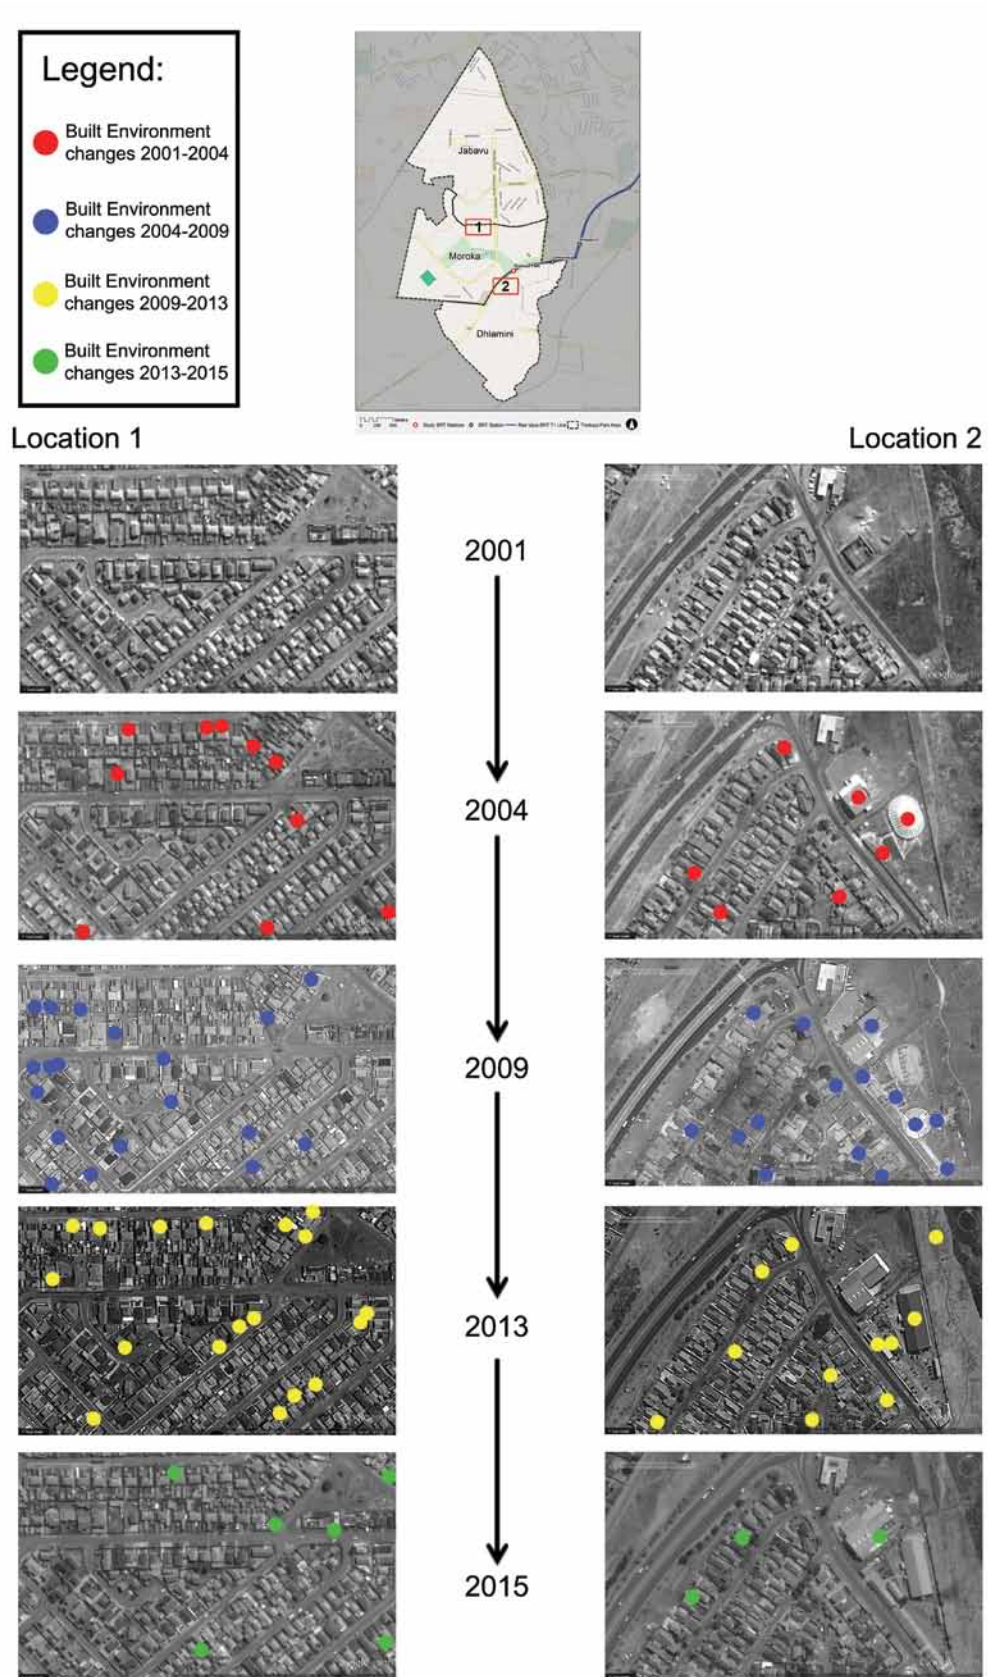 Legend:
Built Environment
changes 2001-2004
Built Environment
changes 2004-2009
Built Environment
changes 2009-2013
Built Environment
changes 2013-2015
Jabavu
1
Moroka
2
Dhlamini
Location 1
Location 2
2001
2004
2009
2013
2015